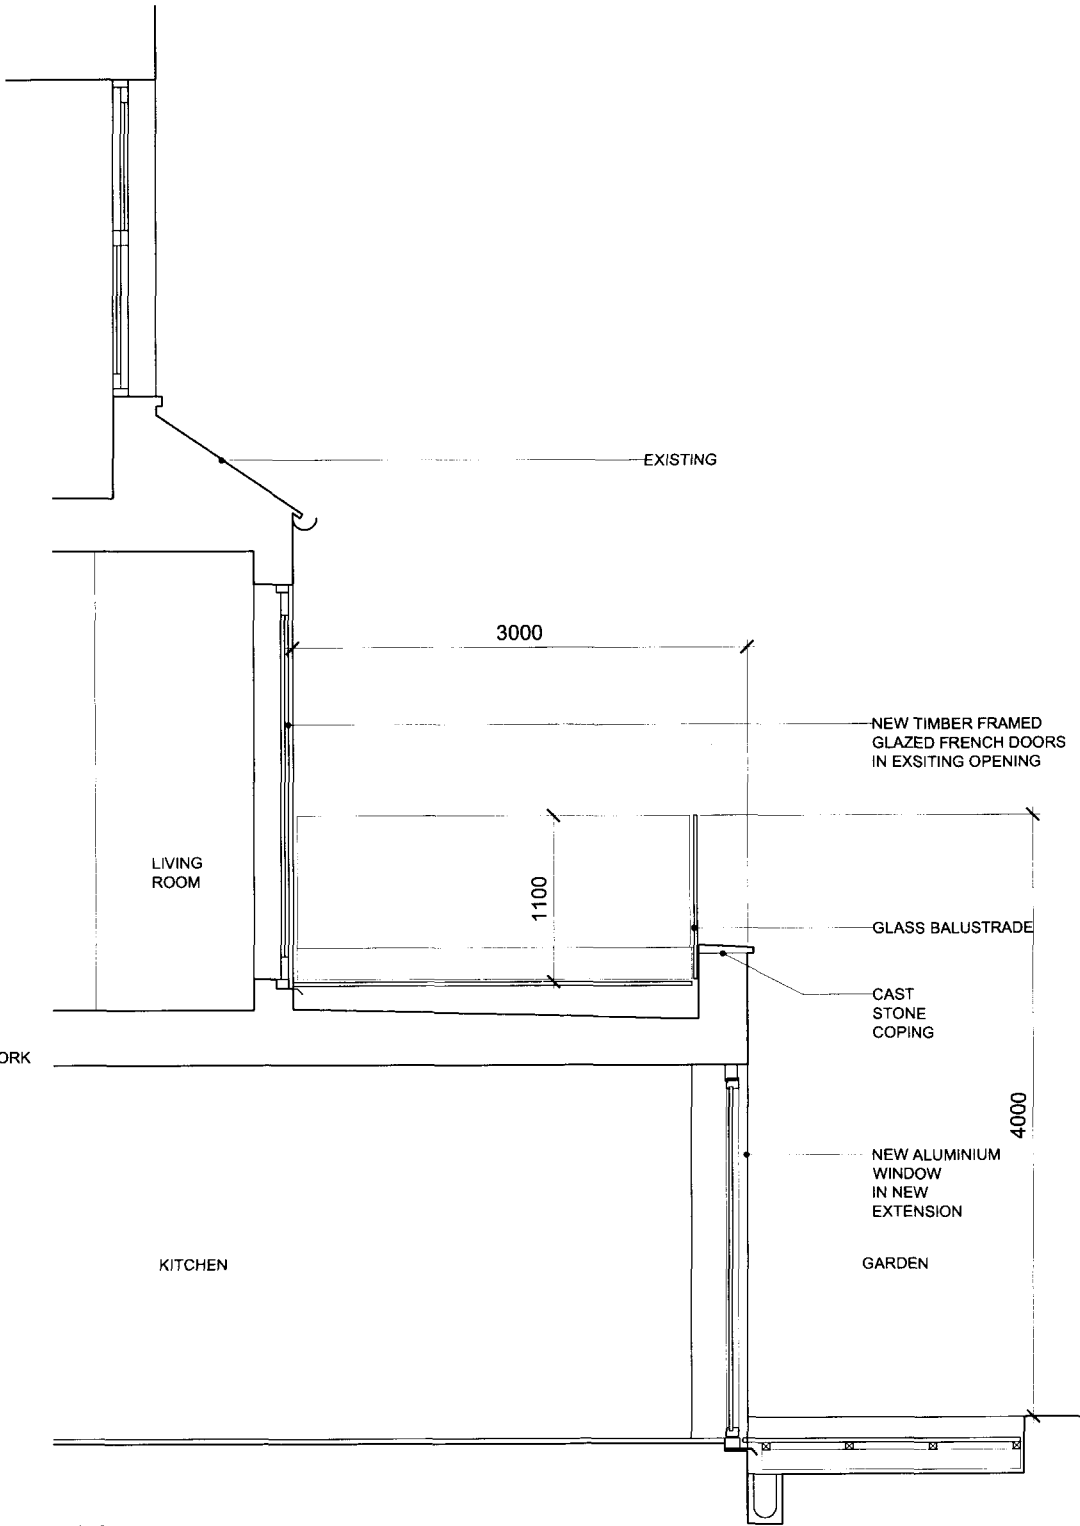 EXISTING
3000
NEW TIMBER FRAMED
GLAZED FRENCH DOORS
IN EXSITING OPENING
LIVING
ROOM
1100
GLASS BALUSTRADE
CAST
STONE
COPING
ORK
4000
NEW ALUMINIUM
WINDOW
IN NEW
EXTENSION
KITCHEN
GARDEN